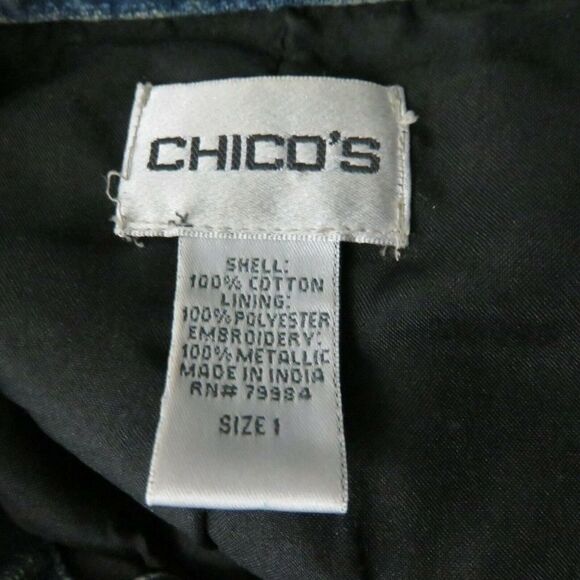 CHICO'S
SHELL:
100% COTTON
LINING:
100% POLYESTER
EMBROIDERY:
100% METALLIC
MADE IN INDIA
RN# 79984
SIZE 1